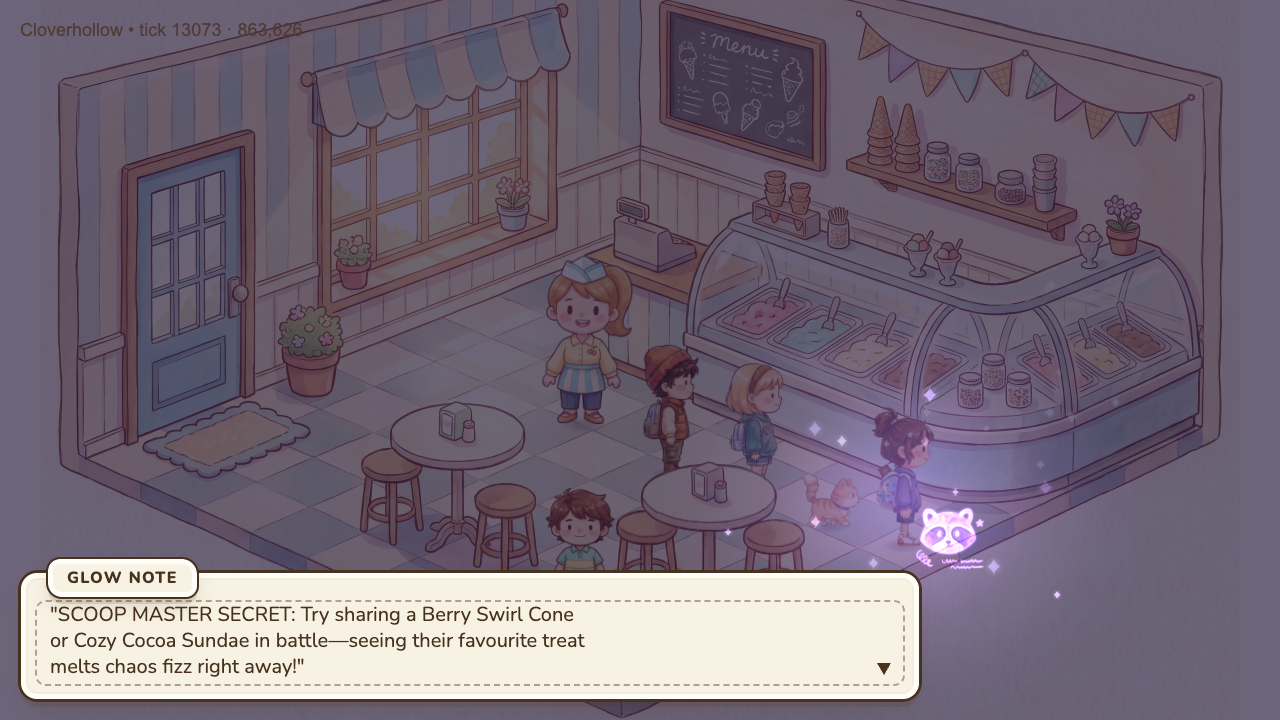 Cloverhollow • tick 13073 · 863,626
menu
GLOW NOTE
"SCOOP MASTER SECRET: Try sharing a Berry Swirl Cone
or Cozy Cocoa Sundae in battle—seeing their favourite treat
melts chaos fizz right away!"